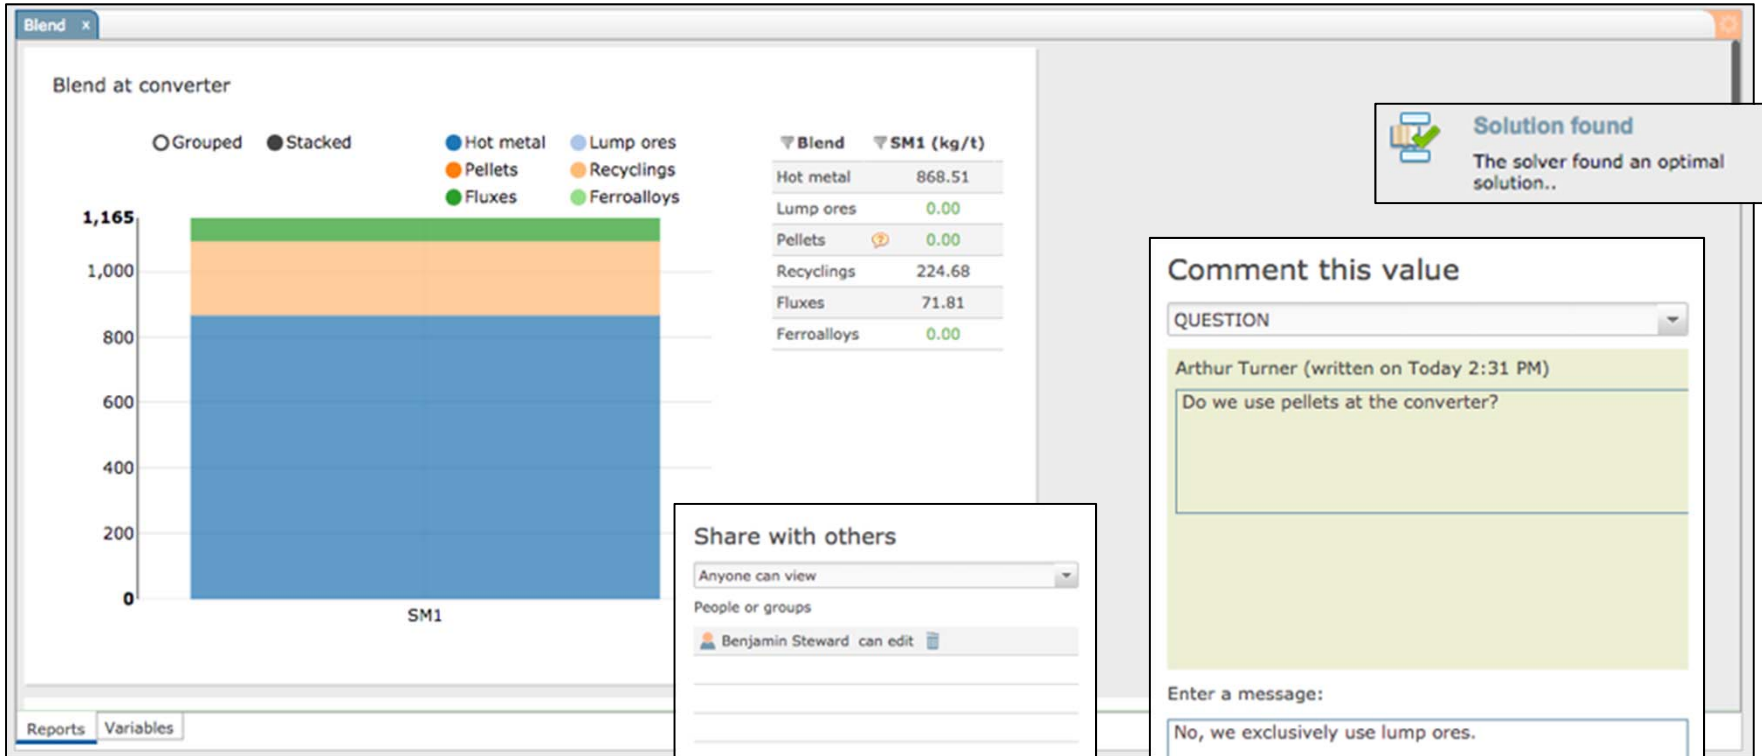 Blend x
Blend at converter
Grouped Stacked
Hot metal Lump ores
Pellets Recyclings
Fluxes Ferroalloys
1,165
1,000
800
600
400
200
0
SM1
Blend SM1 (kg/t)
Hot metal 868.51
Lump ores 0.00
Pellets ? 0.00
Recyclings 224.68
Fluxes 71.81
Ferroalloys 0.00
Solution found
The solver found an optimal
solution..
Share with others
Anyone can view
People or groups
Benjamin Steward can edit
Comment this value
QUESTION
Arthur Turner (written on Today 2:31 PM)
Do we use pellets at the converter?
Enter a message:
No, we exclusively use lump ores.
Reports Variables